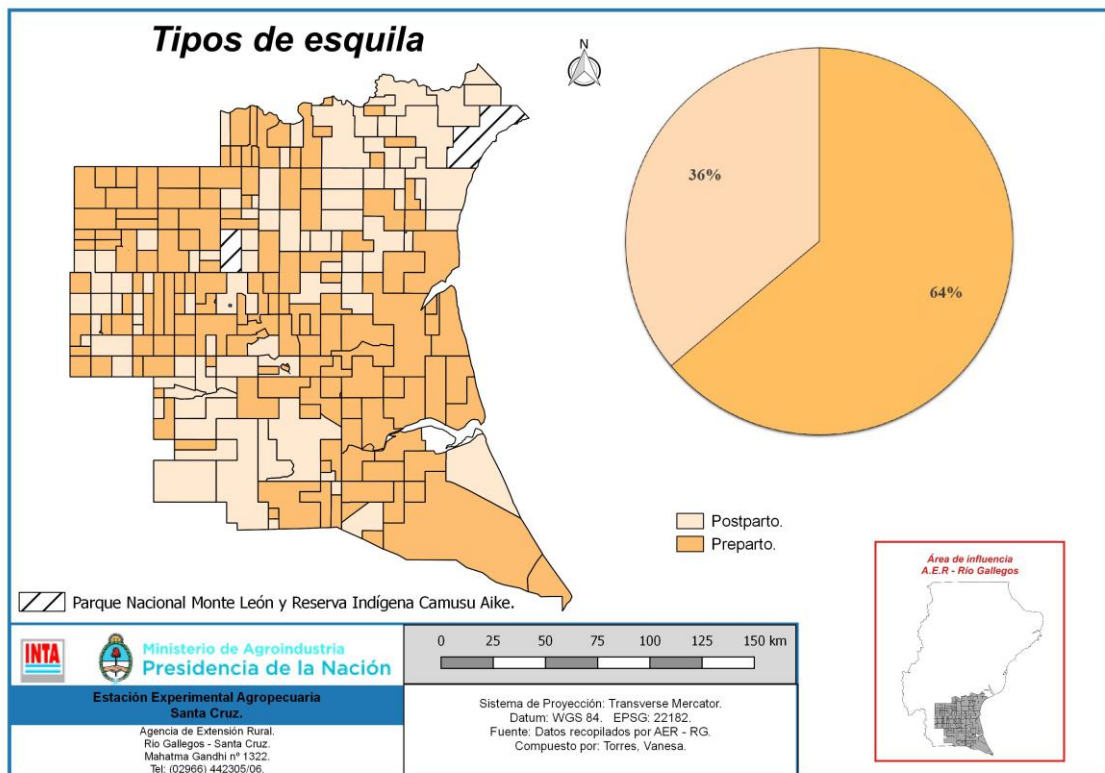 Tipos de esquila
N
36%
64%
Postparto.
Preparto.
Parque Nacional Monte León y Reserva Indígena Camusu Aike.
INTA
Ministerio de Agroindustria
Presidencia de la Nación
Estación Experimental Agropecuaria
Santa Cruz.
Agencia de Extensión Rural.
Río Gallegos - Santa Cruz.
Mahatma Gandhi nº 1322.
Tel: (02966) 442305/06.
0 25 50 75 100 125 150 km
Sistema de Proyección: Transverse Mercator.
Datum: WGS 84. EPSG: 22182.
Fuente: Datos recopilados por AER - RG.
Compuesto por: Torres, Vanesa.
Área de influencia
A.E.R - Río Gallegos